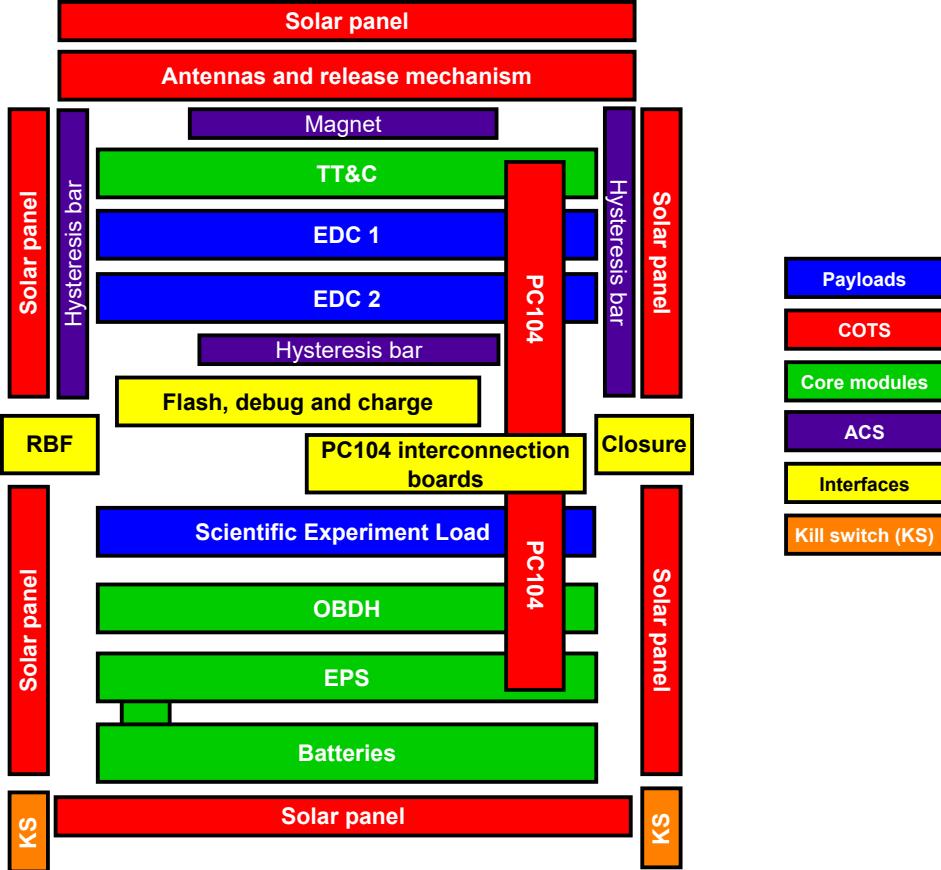 Solar panel
Antennas and release mechanism
Magnet
TT&C
EDC 1
EDC 2
Hysteresis bar
Flash, debug and charge
Solar panel
Hysteresis bar
Hysteresis bar
Solar panel
PC104
RBF
PC104 interconnection
boards
Closure
Scientific Experiment Load
OBDH
EPS
Batteries
Solar panel
PC104
Solar panel
KS
Solar panel
KS
Payloads
COTS
Core modules
ACS
Interfaces
Kill switch (KS)